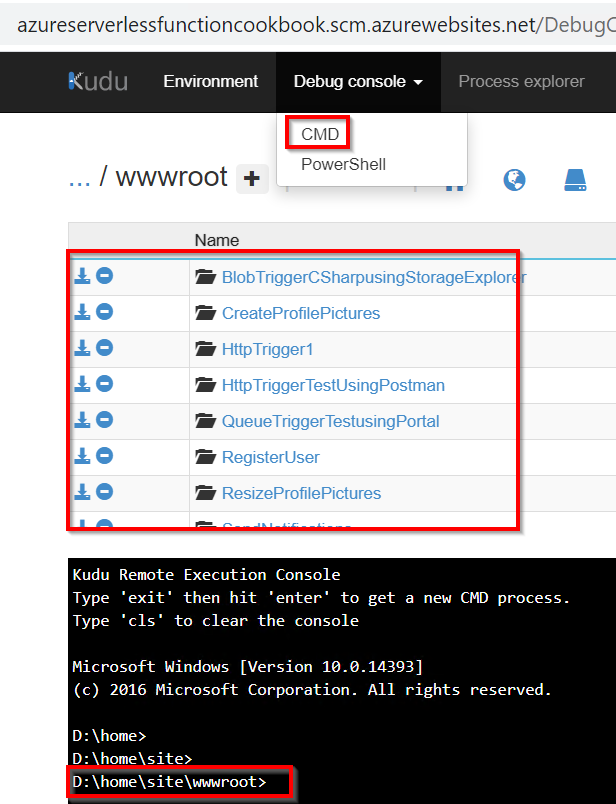 azureserverlessfunctioncookbook.scm.azurewebsites.net/DebugC
Kudu Environment Debug console Process explorer
CMD
PowerShell
... / wwwroot +
Name
BlobTriggerCSharpusingStorageExplorer
CreateProfilePictures
HttpTrigger1
HttpTriggerTestUsingPostman
QueueTriggerTestusingPortal
RegisterUser
ResizeProfilePictures
SendNotifications
Kudu Remote Execution Console
Type 'exit' then hit 'enter' to get a new CMD process.
Type 'cls' to clear the console
Microsoft Windows [Version 10.0.14393]
(c) 2016 Microsoft Corporation. All rights reserved.
D:\home>
D:\home\site>
D:\home\site\wwwroot>